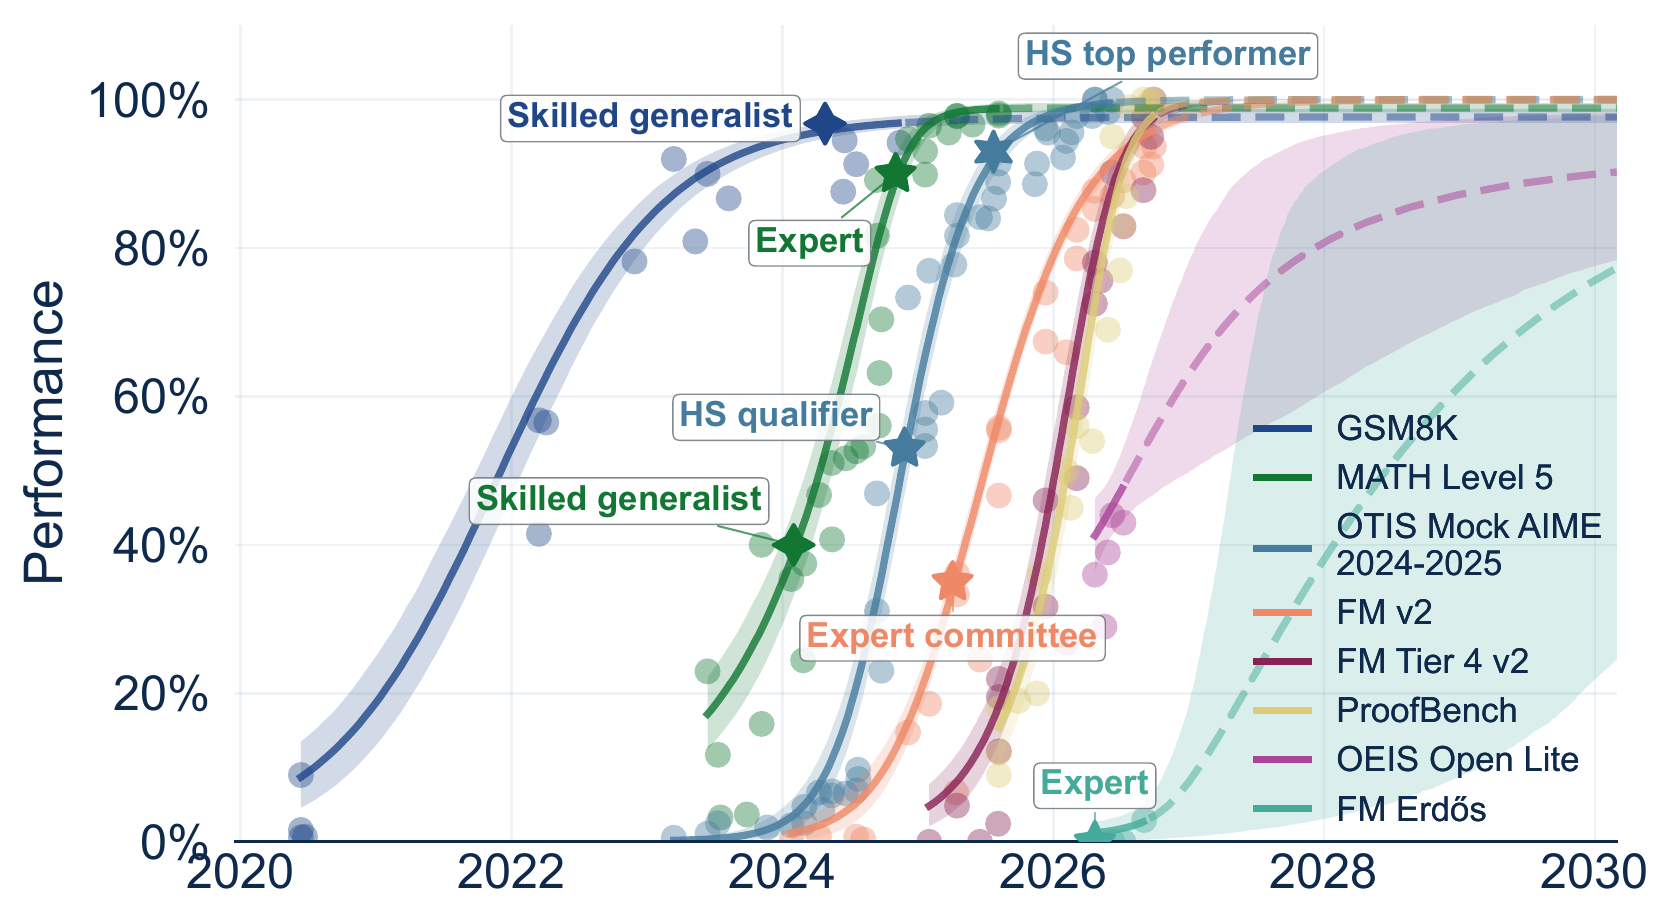 HS top performer
100%
Skilled generalist
80%
Expert
60%
HS qualifier
Skilled generalist
40%
Expert committee
20%
Expert
0%
Performance
GSM8K
MATH Level 5
OTIS Mock AIME
2024-2025
FM v2
FM Tier 4 v2
ProofBench
OEIS Open Lite
FM Erdős
2020
2022
2024
2026
2028
2030